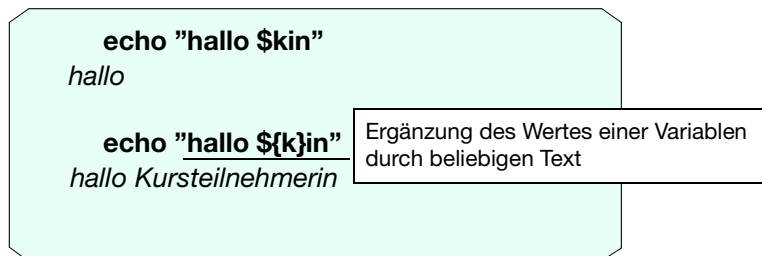 echo ”hallo $kin”
hallo
echo ”hallo ${k}in”
Ergänzung des Wertes einer Variablen
durch beliebigen Text
hallo Kursteilnehmerin